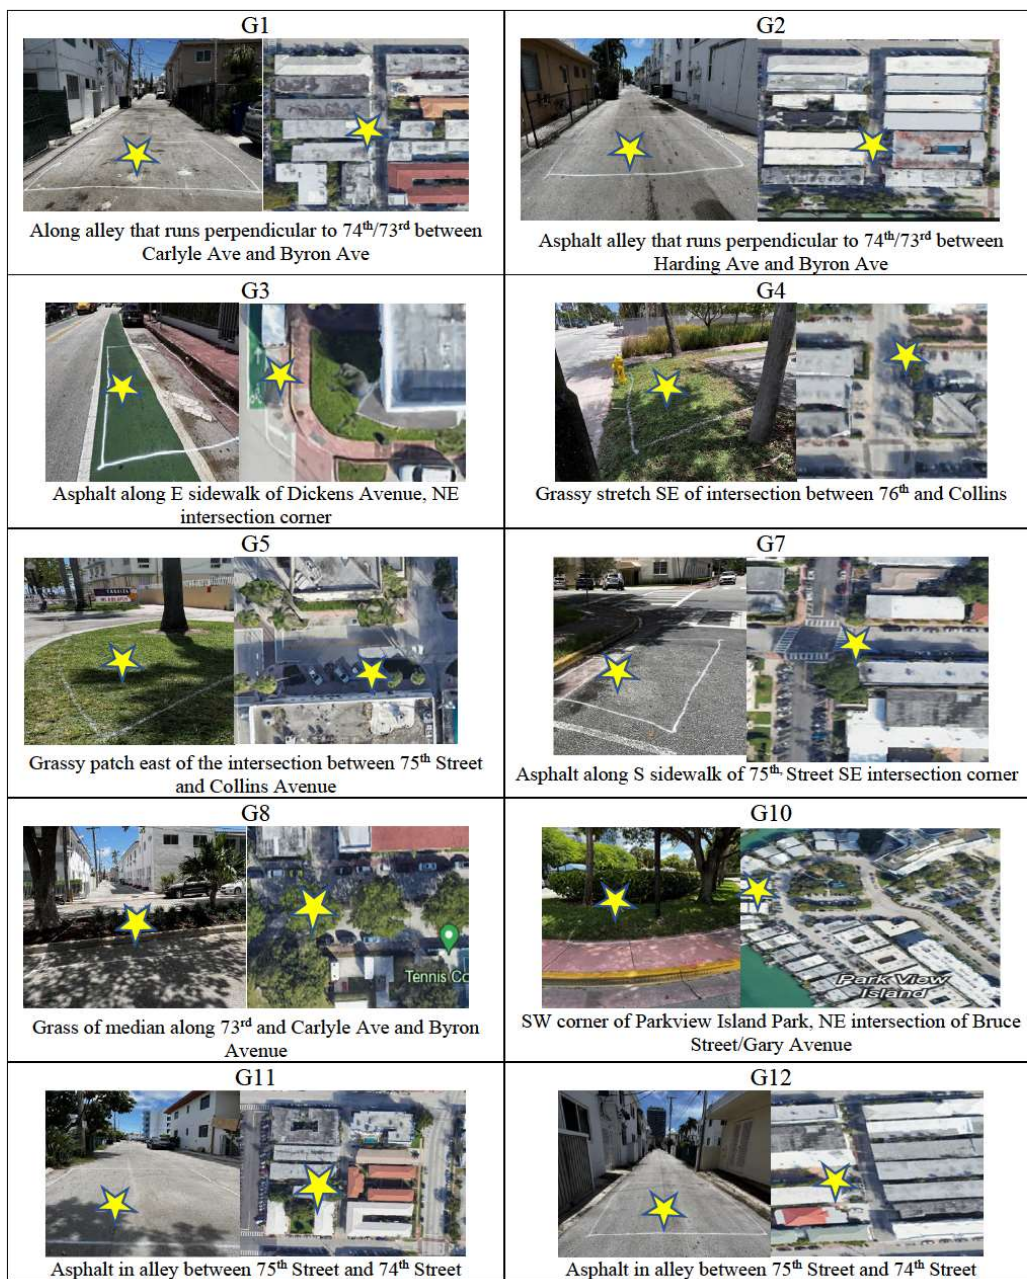 G1
Along alley that runs perpendicular to 74th/73rd between
Carlyle Ave and Byron Ave
G2
Asphalt alley that runs perpendicular to 74th/73rd between
Harding Ave and Byron Ave
G3
Asphalt along E sidewalk of Dickens Avenue, NE
intersection corner
G4
Grassy stretch SE of intersection between 76th and Collins
G5
Grassy patch east of the intersection between 75th Street
and Collins Avenue
G7
Asphalt along S sidewalk of 75th, Street SE intersection corner
G8
Tennis Co
Grass of median along 73rd and Carlyle Ave and Byron
Avenue
G10
Park View
Island
SW corner of Parkview Island Park, NE intersection of Bruce
Street/Gary Avenue
G11
Asphalt in alley between 75th Street and 74th Street
G12
Asphalt in alley between 75th Street and 74th Street